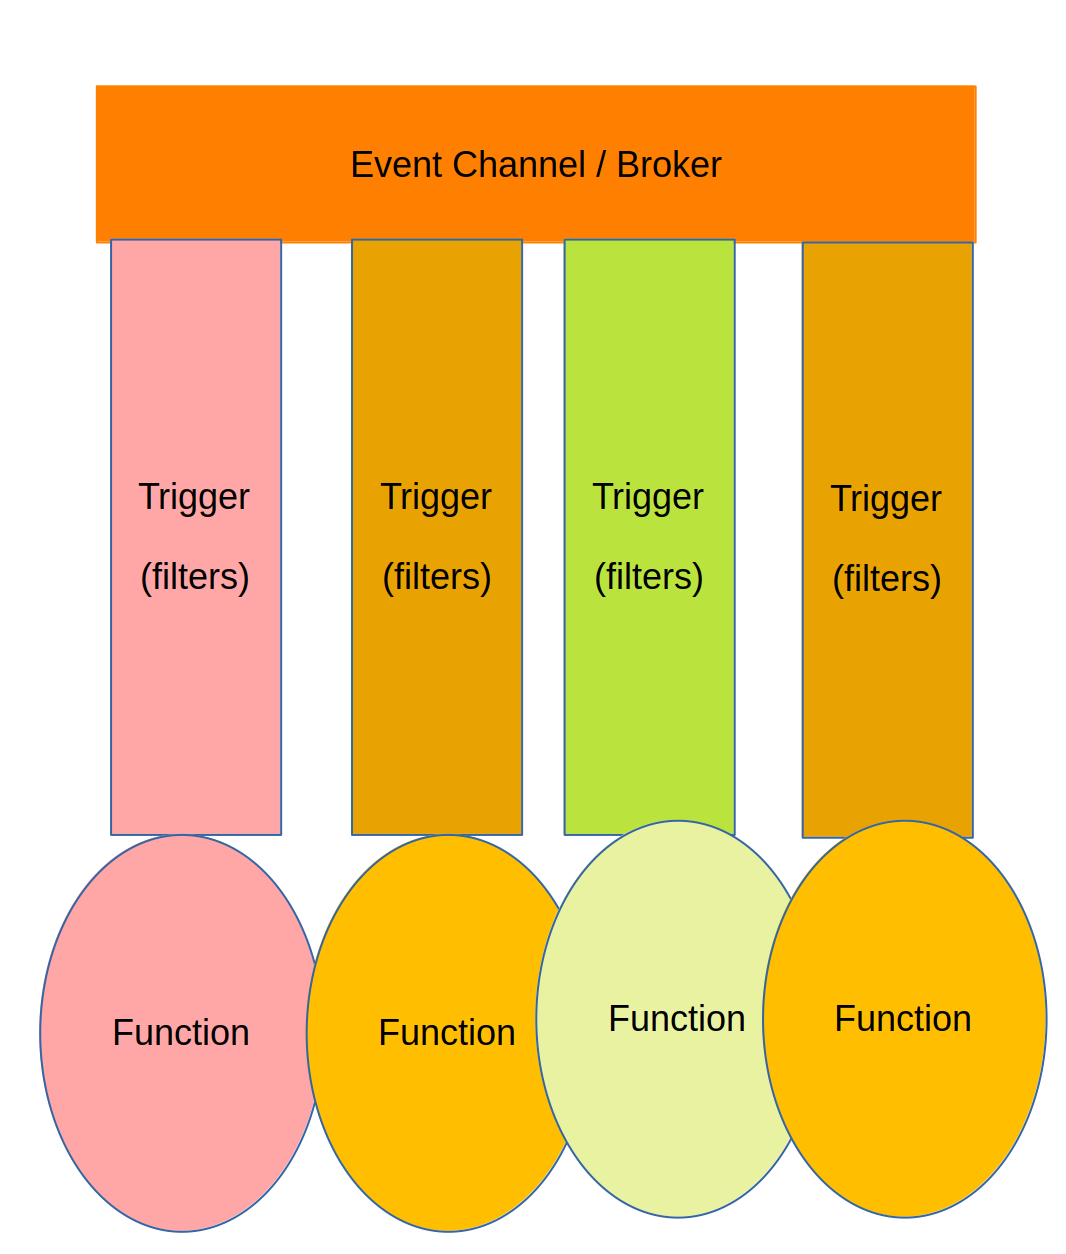 Event Channel / Broker
Trigger
(filters)
Trigger
(filters)
Trigger
(filters)
Trigger
(filters)
Function
Function
Function
Function